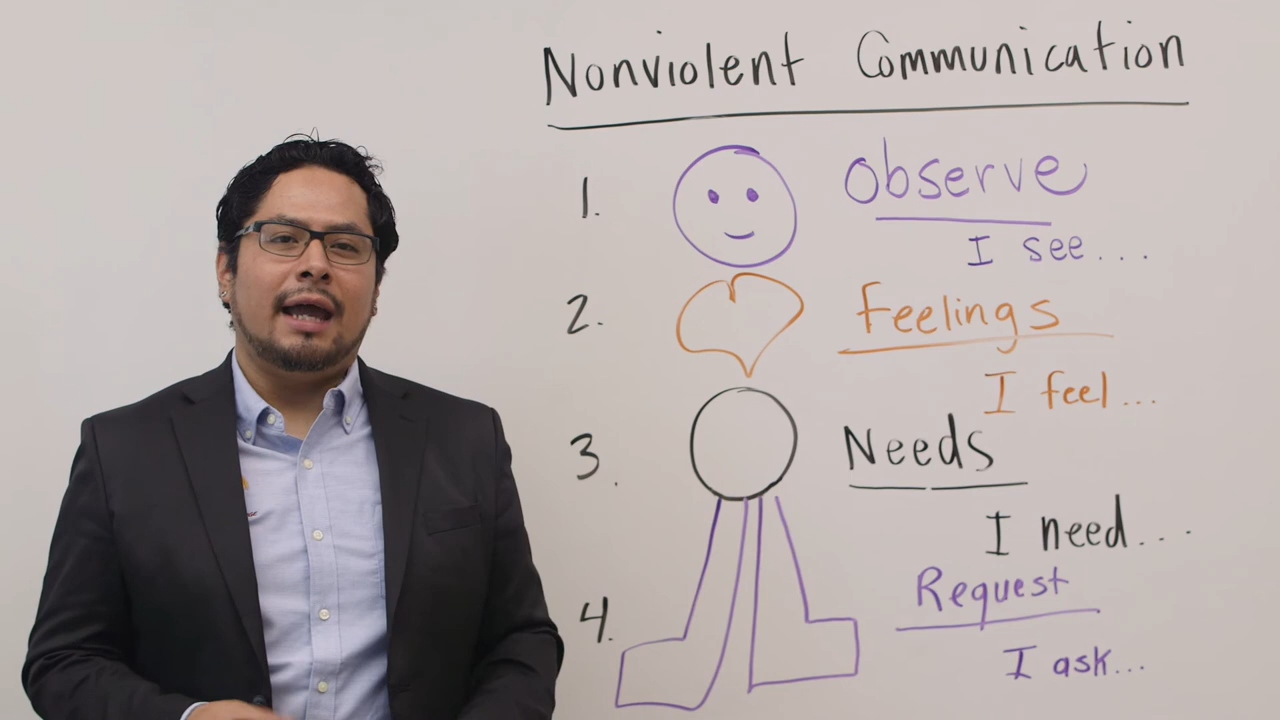 Nonviolent Communication
1. Observe
I see...
2. Feelings
I feel...
3. Needs
I need...
4. Request
I ask...